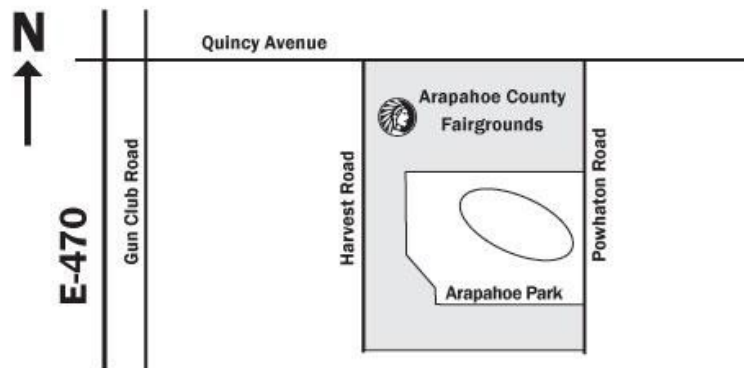 N
Quincy Avenue
Arapahoe County
Fairgrounds
E-470
Gun Club Road
Harvest Road
Powhaton Road
Arapahoe Park